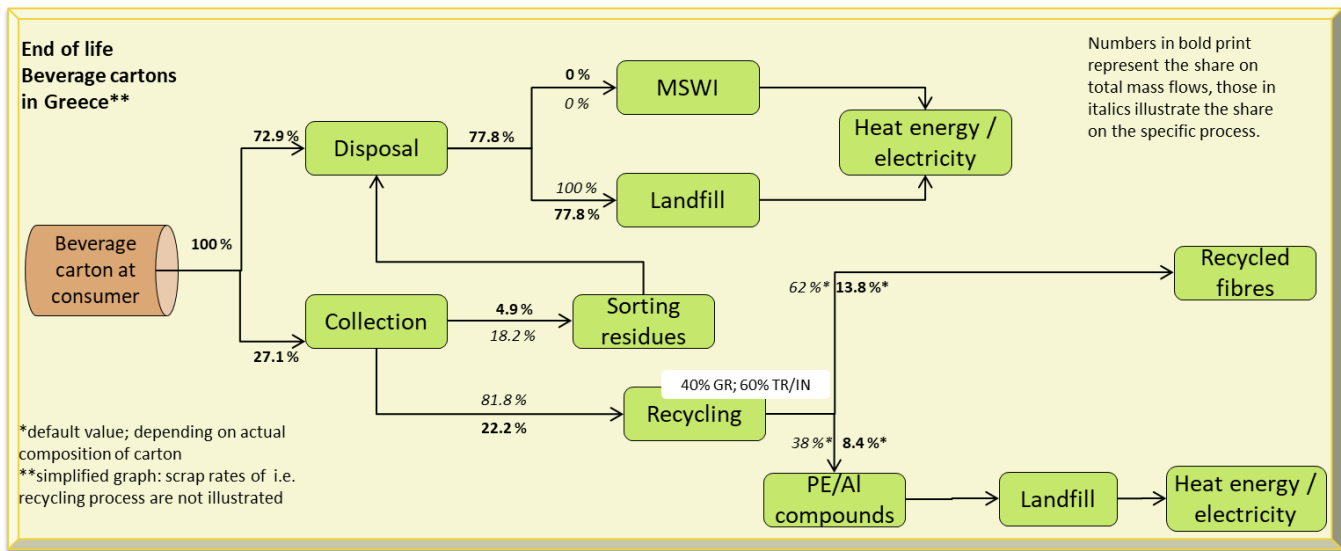 End of life
Beverage cartons
in Greece**
Numbers in bold print
represent the share on
total mass flows, those in
italics illustrate the share
on the specific process.
0 %
0 %
MSWI
Heat energy /
electricity
72.9 %
Disposal
77.8 %
100 %
77.8 %
Landfill
Beverage
carton at
consumer
100 %
27.1 %
Collection
4.9 %
18.2 %
Sorting
residues
62 %* 13.8 %*
Recycled
fibres
81.8 %
22.2 %
40% GR; 60% TR/IN
Recycling
38 %* 8.4 %*
PE/Al
compounds
Landfill
Heat energy /
electricity
*default value; depending on actual
composition of carton
**simplified graph: scrap rates of i.e.
recycling process are not illustrated